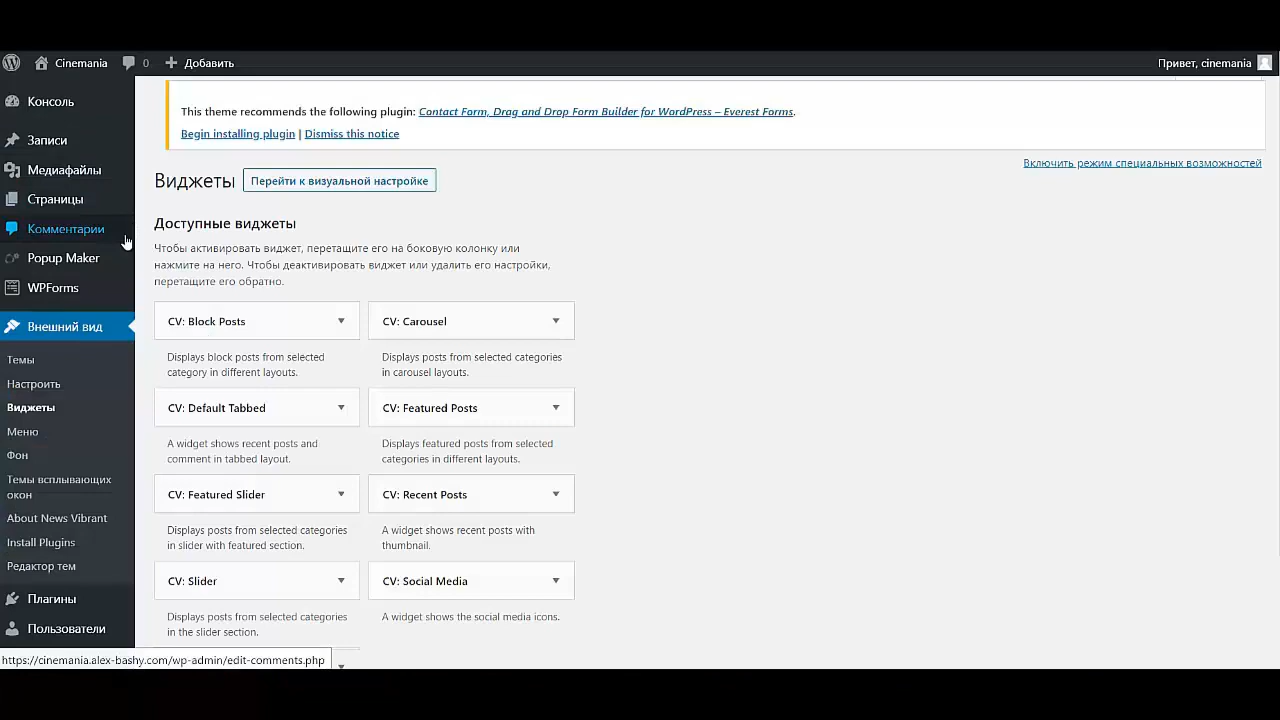 Cinemania 0 Добавить Привет, cinemania
Консоль
Записи
Медиафайлы
Страницы
Комментарии
Popup Maker
WPForms
Внешний вид
Темы
Настроить
Виджеты
Меню
Фон
Темы всплывающих
окон
About News Vibrant
Install Plugins
Редактор тем
Плагины
Пользователи
This theme recommends the following plugin: Contact Form, Drag and Drop Form Builder for WordPress – Everest Forms.
Begin installing plugin | Dismiss this notice
Включить режим специальных возможностей
Виджеты Перейти к визуальной настройке
Доступные виджеты
Чтобы активировать виджет, перетащите его на боковую колонку или
нажмите на него. Чтобы деактивировать виджет или удалить его настройки,
перетащите его обратно.
CV: Block Posts
Displays block posts from selected
category in different layouts.
CV: Carousel
Displays posts from selected categories
in carousel layouts.
CV: Default Tabbed
A widget shows recent posts and
comment in tabbed layout.
CV: Featured Posts
Displays featured posts from selected
categories in different layouts.
CV: Featured Slider
Displays posts from selected categories
in slider with featured section.
CV: Recent Posts
A widget shows recent posts with
thumbnail.
CV: Slider
Displays posts from selected categories
in the slider section.
CV: Social Media
A widget shows the social media icons.
https://cinemania.alex-bashy.com/wp-admin/edit-comments.php